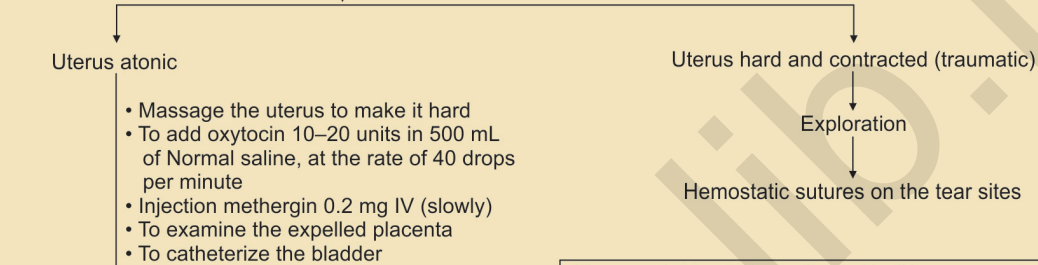 Uterus atonic
• Massage the uterus to make it hard
• To add oxytocin 10–20 units in 500 mL
of Normal saline, at the rate of 40 drops
per minute
• Injection methergin 0.2 mg IV (slowly)
• To examine the expelled placenta
• To catheterize the bladder
Uterus hard and contracted (traumatic)
Exploration
Hemostatic sutures on the tear sites
lib.